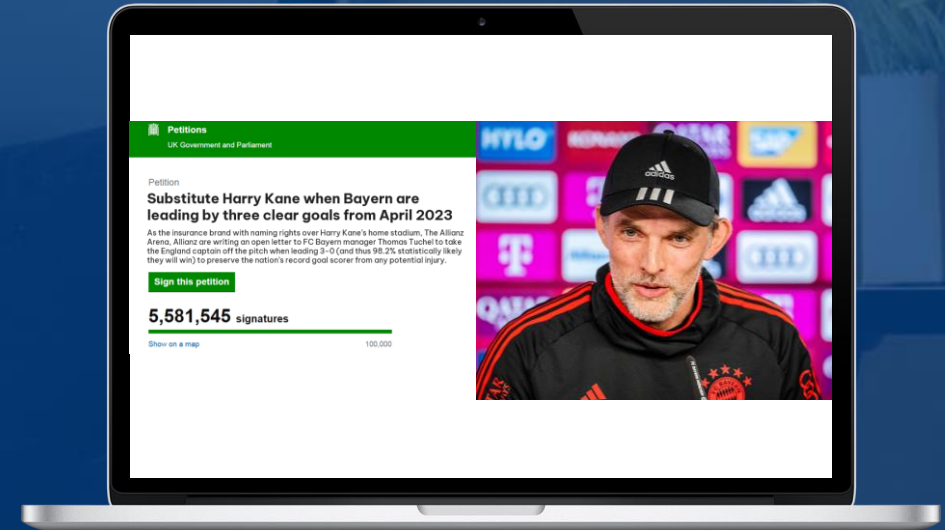 Petitions
UK Government and Parliament
Petition
Substitute Harry Kane when Bayern are
leading by three clear goals from April 2023
As the insurance brand with naming rights over Harry Kane's home stadium, The Allianz
Arena, Allianz are writing an open letter to FC Bayern manager Thomas Tuchel to take
the England captain off the pitch when leading 3-0 (and thus 98.2% statistically likely
they will win) to preserve the nation's record goal scorer from any potential injury.
Sign this petition
5,581,545 signatures
Show on a map
100,000
HYLO
KONAMI
QATAR
SAP
adidas
T
QATAR